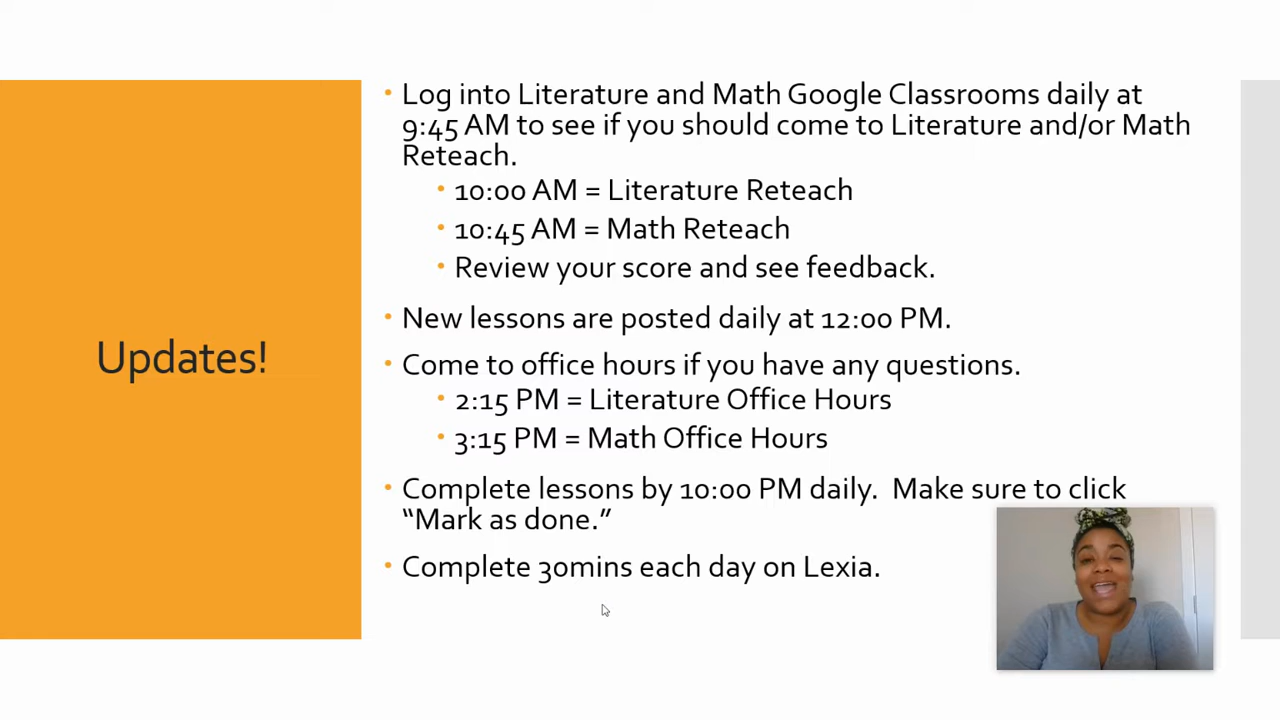 Updates!
Log into Literature and Math Google Classrooms daily at
9:45 AM to see if you should come to Literature and/or Math
Reteach.
10:00 AM = Literature Reteach
10:45 AM = Math Reteach
Review your score and see feedback.
New lessons are posted daily at 12:00 PM.
Come to office hours if you have any questions.
2:15 PM = Literature Office Hours
3:15 PM = Math Office Hours
Complete lessons by 10:00 PM daily.  Make sure to click
“Mark as done.”
Complete 30mins each day on Lexia.